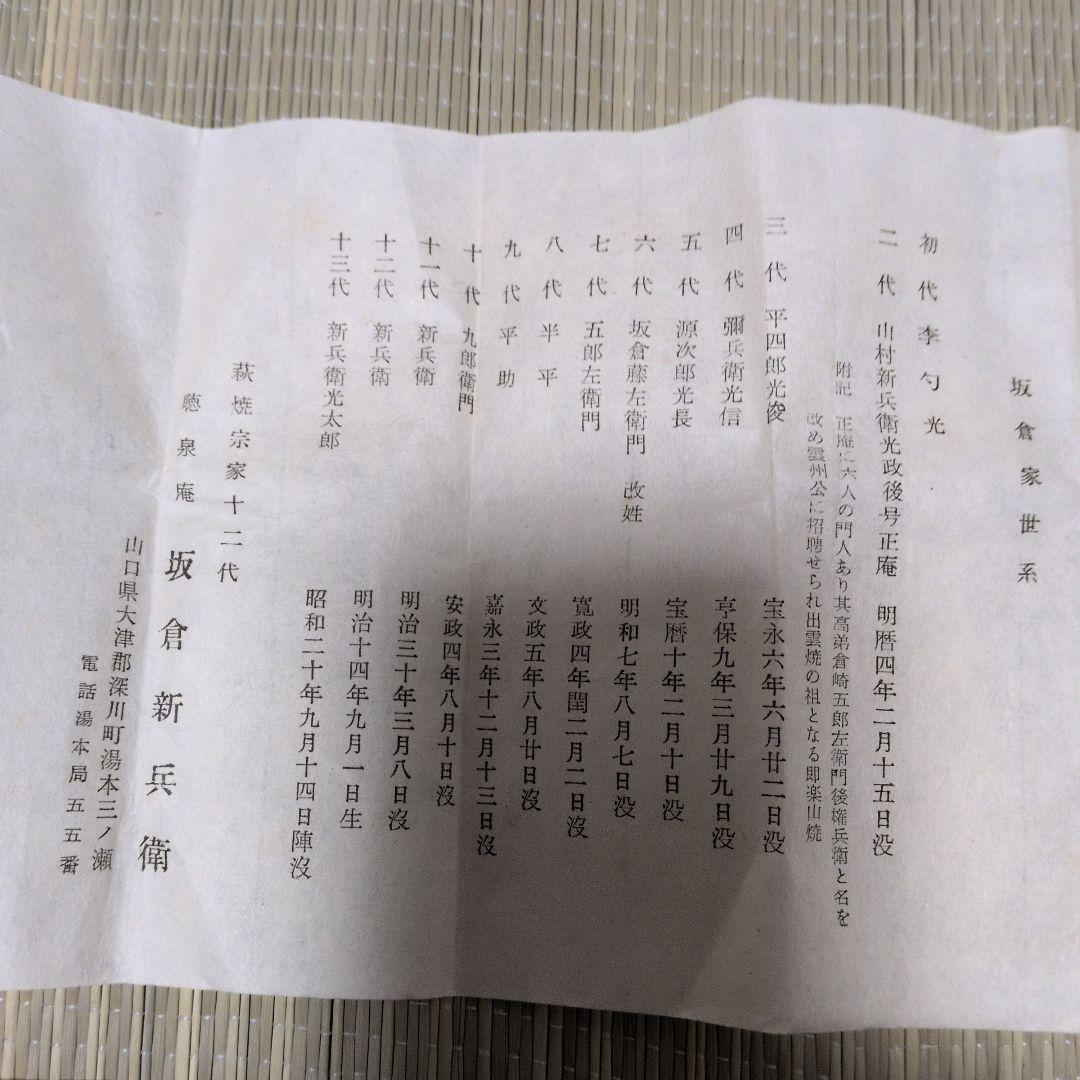 坂倉家世系
初代 李勺光
二代 山村新兵衛光政後号正庵 明暦四年二月十五日没
附記 正庵に六人の門人あり其高弟倉崎五郎左衛門後権兵衛と名を
改め雲州公に招聘せられ出雲焼の祖となる即楽山焼
三代 平四郎光俊 宝永六年六月廿二日没
四代 彌兵衛光信 亨保九年三月廿九日没
五代 源次郎光長 宝暦十年二月十日没
六代 坂倉藤左衛門 改姓 明和七年八月七日没
七代 五郎左衛門 寛政四年閏二月二日没
八代 半平 文政五年八月廿日没
九代 平助 嘉永三年十二月十三日没
十代 九郎衛門 安政四年八月十日没
十一代 新兵衛 明治三十年三月八日没
十二代 新兵衛 明治十四年九月一日生
十三代 新兵衛光太郎 昭和二十年九月十四日陣没
萩焼宗家十二代
聴泉庵 坂倉新兵衛
山口県大津郡深川町湯本三ノ瀬
電話湯本局五五番